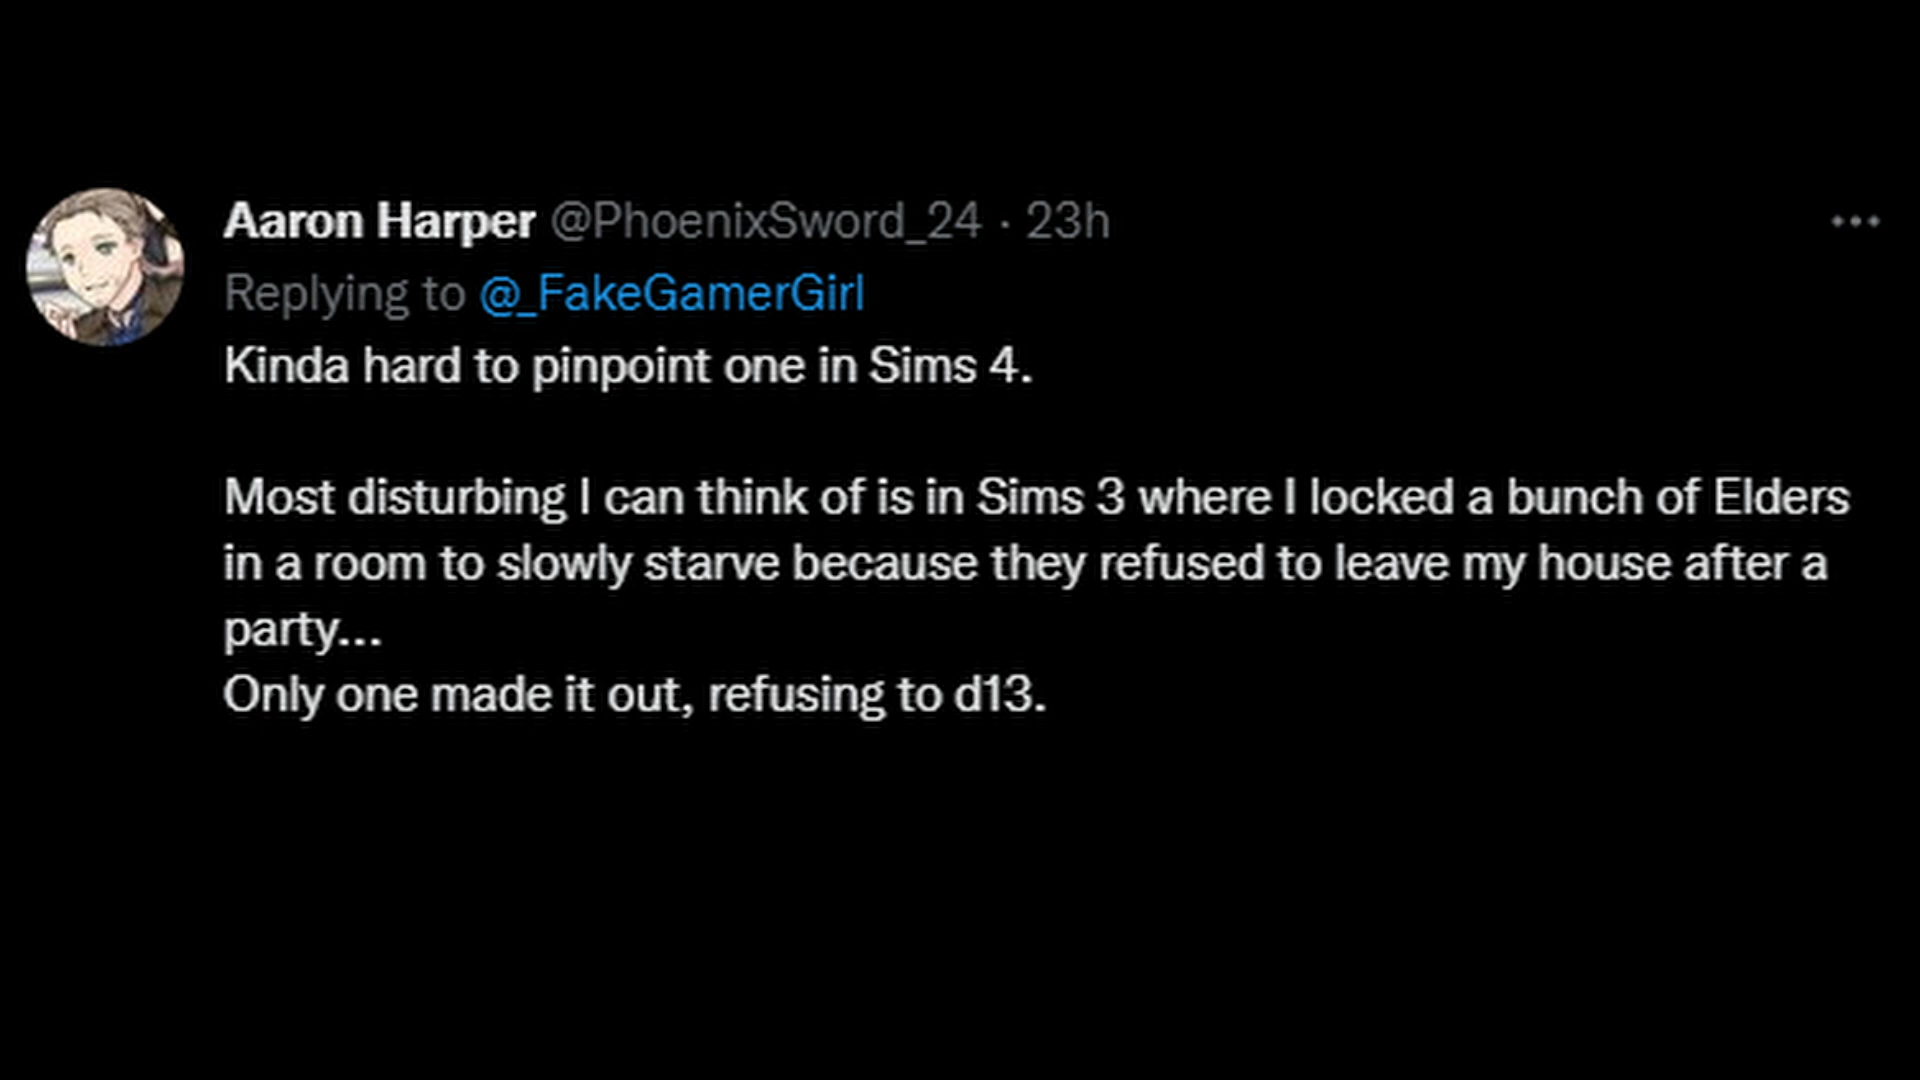 Aaron Harper @PhoenixSword_24 · 23h
Replying to @_FakeGamerGirl
Kinda hard to pinpoint one in Sims 4.
Most disturbing I can think of is in Sims 3 where I locked a bunch of Elders
in a room to slowly starve because they refused to leave my house after a
party...
Only one made it out, refusing to d13.